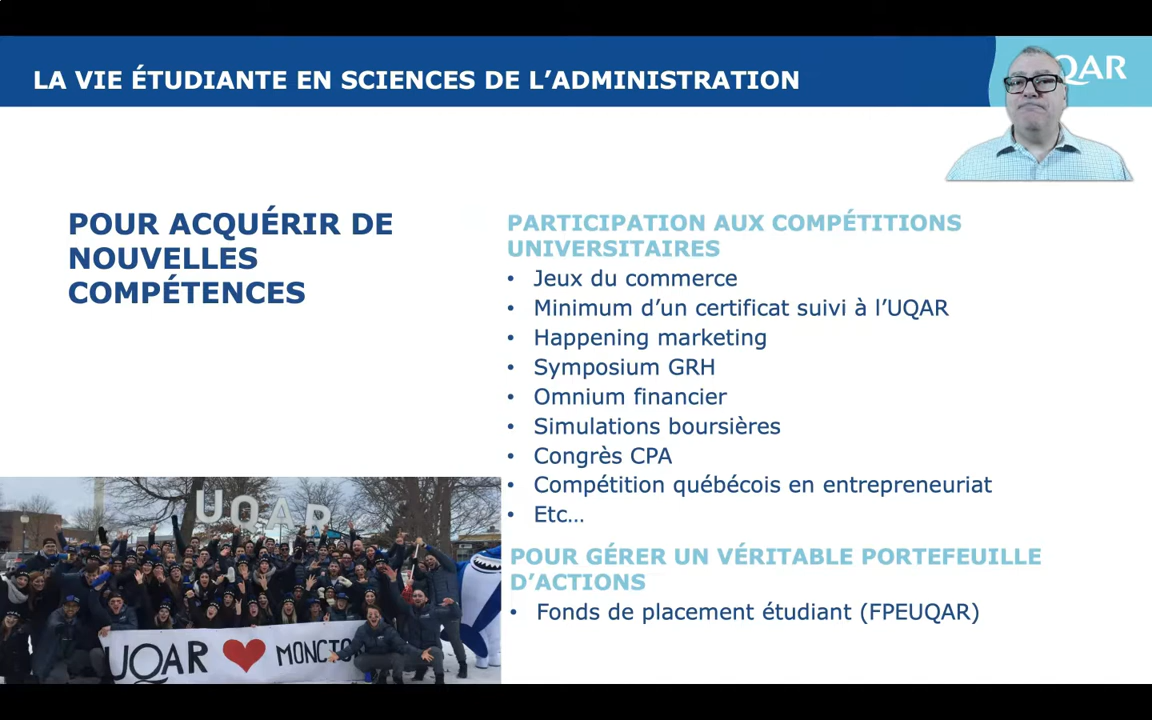 LA VIE ÉTUDIANTE EN SCIENCES DE L’ADMINISTRATION
QAR
POUR ACQUÉRIR DE
NOUVELLES
COMPÉTENCES
PARTICIPATION AUX COMPÉTITIONS
UNIVERSITAIRES
• Jeux du commerce
• Minimum d’un certificat suivi à l’UQAR
• Happening marketing
• Symposium GRH
• Omnium financier
• Simulations boursières
• Congrès CPA
• Compétition québécois en entrepreneuriat
• Etc…
POUR GÉRER UN VÉRITABLE PORTEFEUILLE
D’ACTIONS
• Fonds de placement étudiant (FPEUQAR)
UQAR
UQAR ❤ MONCTON